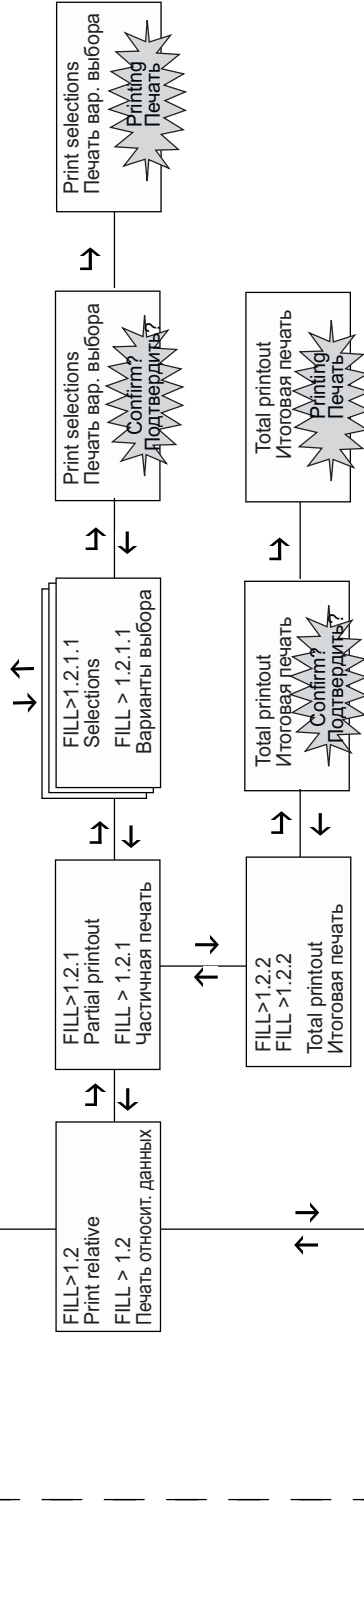 FILL>1.2
Print relative
FILL > 1.2
Печать относит. данных
FILL>1.2.1
Partial printout
FILL > 1.2.1
Частичная печать
FILL>1.2.1.1
Selections
FILL > 1.2.1.1
Варианты выбора
Print selections
Печать вар. выбора
Confirm?
Подтвердить?
Print selections
Печать вар. выбора
Printing
Печать
FILL>1.2.2
FILL >1.2.2
Total printout
Итоговая печать
Total printout
Итоговая печать
Confirm?
Подтвердить?
Total printout
Итоговая печать
Printing
Печать